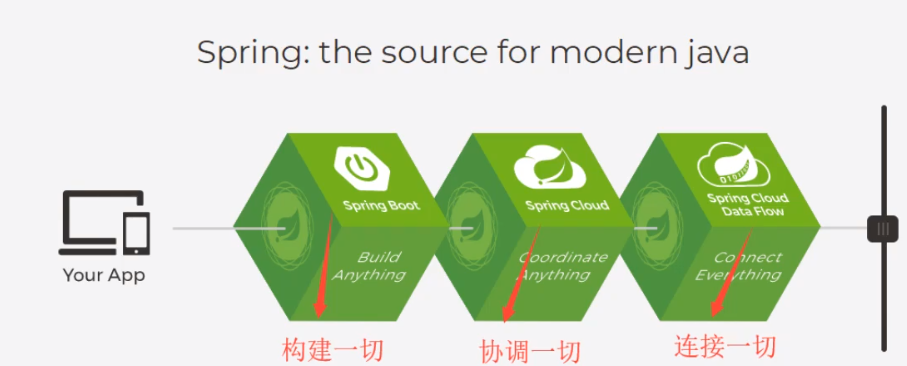 Spring: the source for modern java
Your App
Spring Boot
Build
Anything
构建一切
Spring Cloud
Coordinate
Anything
协调一切
Spring Cloud
Data Flow
Connect
Everything
连接一切